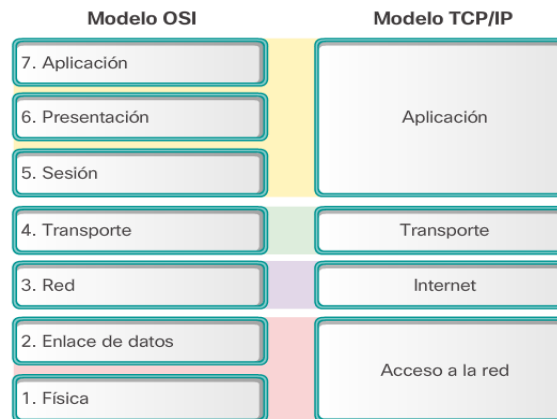 Modelo OSI
Modelo TCP/IP
7. Aplicación
6. Presentación
5. Sesión
4. Transporte
3. Red
2. Enlace de datos
1. Física
Aplicación
Transporte
Internet
Acceso a la red